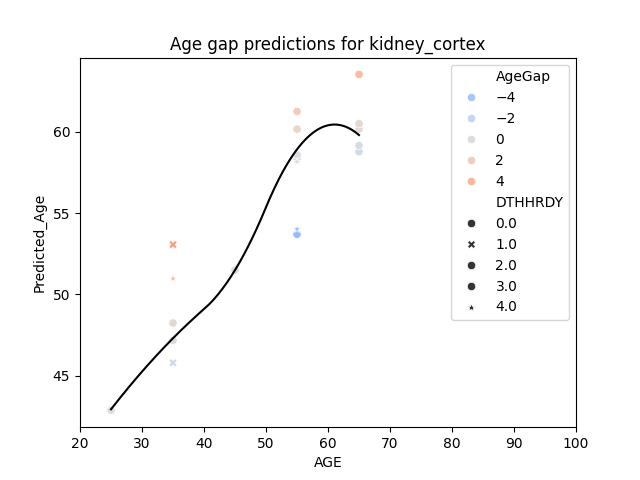 Age gap predictions for kidney_cortex
AgeGap
−4
−2
0
2
4
DTHHRDY
0.0
1.0
2.0
3.0
4.0
Predicted_Age
60
55
50
45
20 30 40 50 60 70 80 90 100
AGE